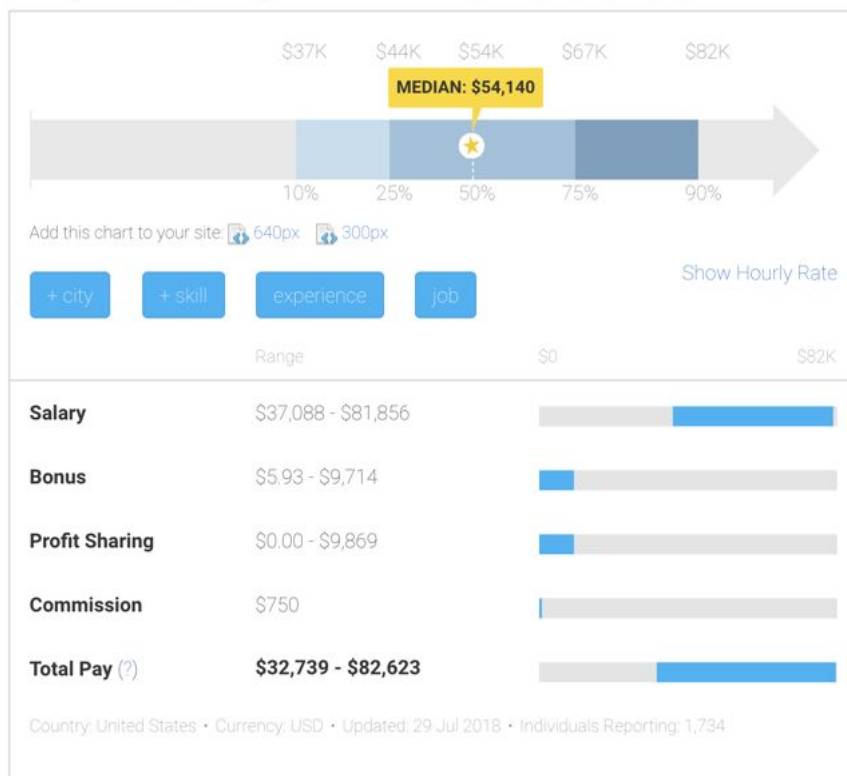 $37K $44K $54K $67K $82K
MEDIAN: $54,140
10% 25% 50% 75% 90%
Add this chart to your site: 640px 300px
Show Hourly Rate
+ city + skill experience job
Range $0 $82K
Salary $37,088 - $81,856
Bonus $5.93 - $9,714
Profit Sharing $0.00 - $9,869
Commission $750
Total Pay (?) $32,739 - $82,623
Country: United States • Currency: USD • Updated: 29 Jul 2018 • Individuals Reporting: 1,734